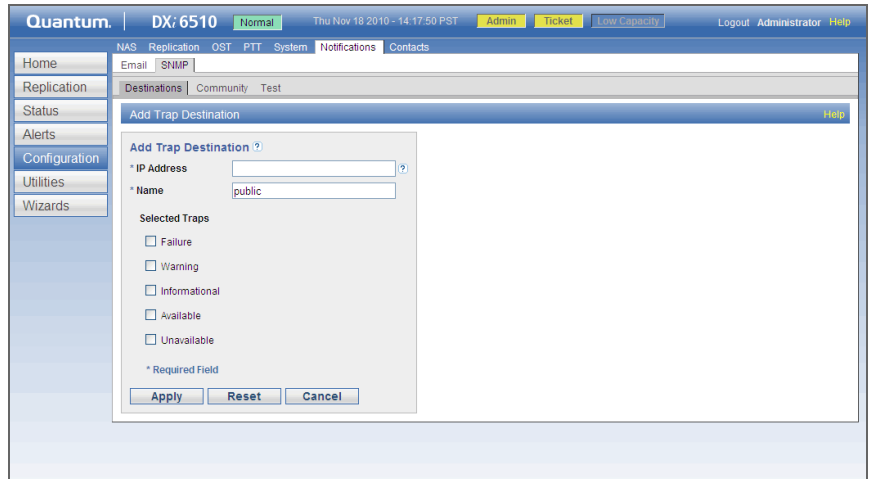 Quantum. DXi 6510 Normal Thu Nov 18 2010 - 14:17:50 PST Admin Ticket Low Capacity Logout Administrator Help
NAS Replication OST PTT System Notifications Contacts
Home
Email SNMP
Replication
Destinations Community Test
Status
Add Trap Destination Help
Alerts
Configuration
Utilities
Wizards
Add Trap Destination ?
* IP Address ?
* Name public
Selected Traps
Failure
Warning
Informational
Available
Unavailable
* Required Field
Apply Reset Cancel